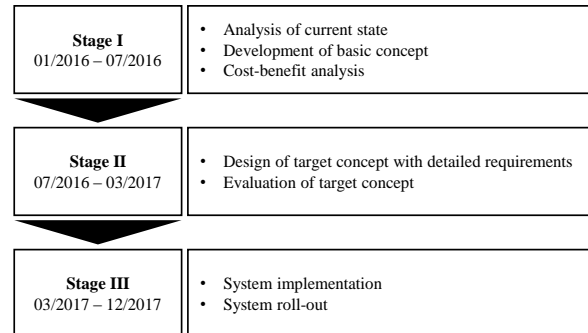 Stage I
01/2016 – 07/2016
• Analysis of current state
• Development of basic concept
• Cost-benefit analysis
Stage II
07/2016 – 03/2017
• Design of target concept with detailed requirements
• Evaluation of target concept
Stage III
03/2017 – 12/2017
• System implementation
• System roll-out